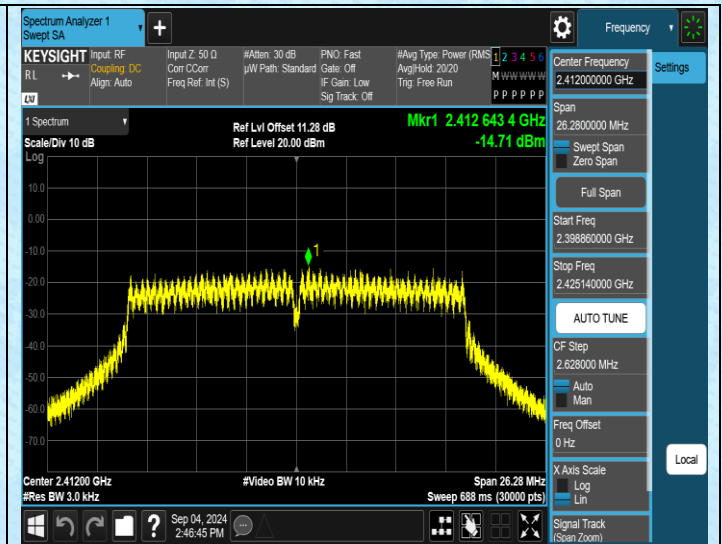 Spectrum Analyzer 1
Swept SA
Frequency
KEYSIGHT
RL
LXI
Input: RF
Coupling: DC
Align: Auto
Input Z: 50 Ω
Corr CCorr
Freq Ref: Int (S)
#Atten: 30 dB
µW Path: Standard
PNO: Fast
Gate: Off
IF Gain: Low
Sig Track: Off
#Avg Type: Power (RMS
Avg|Hold: 20/20
Trig: Free Run
1 2 3 4 5 6
M W W W W W
P P P P P P
1 Spectrum
Scale/Div 10 dB
Log
Ref Lvl Offset 11.28 dB
Ref Level 20.00 dBm
Mkr1 2.412 643 4 GHz
-14.71 dBm
1
10.0
0.00
-10.0
-20.0
-30.0
-40.0
-50.0
-60.0
-70.0
Center 2.41200 GHz
#Res BW 3.0 kHz
#Video BW 10 kHz
Span 26.28 MHz
Sweep 688 ms (30000 pts)
Center Frequency
2.412000000 GHz
Settings
Span
26.2800000 MHz
Swept Span
Zero Span
Full Span
Start Freq
2.398860000 GHz
Stop Freq
2.425140000 GHz
AUTO TUNE
CF Step
2.628000 MHz
Auto
Man
Freq Offset
0 Hz
X Axis Scale
Log
Lin
Local
Signal Track
(Span Zoom)
?
Sep 04, 2024
2:46:45 PM